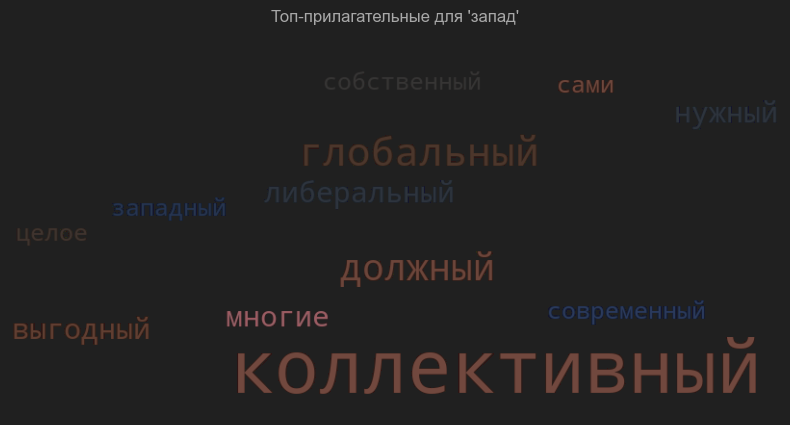 Топ-прилагательные для 'запад'
собственный
сами
нужный
глобальный
либеральный
западный
целое
должный
современный
многие
выгодный
коллективный